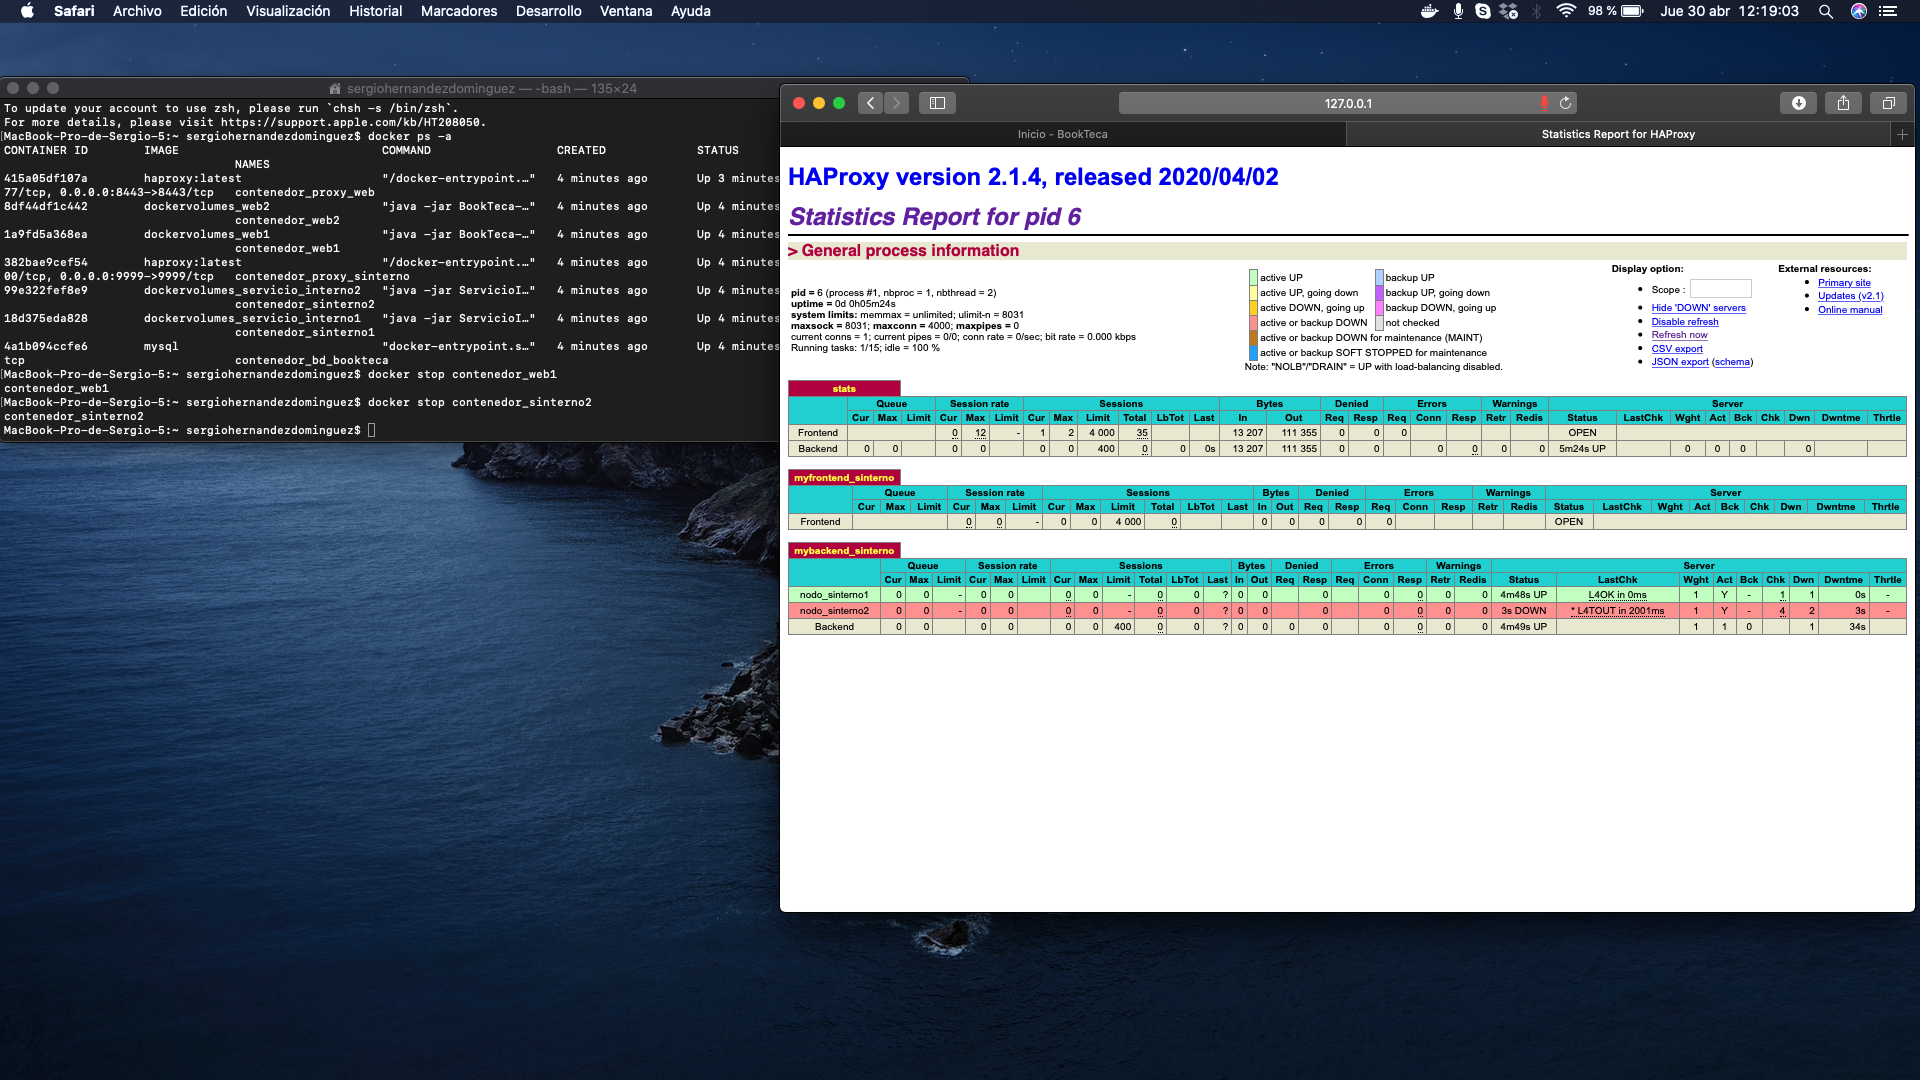 Safari Archivo Edición Visualización Historial Marcadores Desarrollo Ventana Ayuda 98 % Jue 30 abr 12:19:03
sergiohernandezdominguez — -bash — 135×24
To update your account to use zsh, please run `chsh -s /bin/zsh`.
For more details, please visit https://support.apple.com/kb/HT208050.
[MacBook-Pro-de-Sergio-5:~ sergiohernandezdominguez$ docker ps -a
CONTAINER ID IMAGE COMMAND CREATED STATUS
NAMES
415a05df107a haproxy:latest "/docker-entrypoint.…" 4 minutes ago Up 3 minutes
77/tcp, 0.0.0.0:8443->8443/tcp contenedor_proxy_web
8df44df1c442 dockervolumes_web2 "java -jar BookTeca-…" 4 minutes ago Up 4 minutes
contenedor_web2
1a9fd5a368ea dockervolumes_web1 "java -jar BookTeca-…" 4 minutes ago Up 4 minutes
contenedor_web1
382bae9cef54 haproxy:latest "/docker-entrypoint.…" 4 minutes ago Up 4 minutes
00/tcp, 0.0.0.0:9999->9999/tcp contenedor_proxy_sinterno
99e322fef8e9 dockervolumes_servicio_interno2 "java -jar ServicioI…" 4 minutes ago Up 4 minutes
contenedor_sinterno2
18d375eda828 dockervolumes_servicio_interno1 "java -jar ServicioI…" 4 minutes ago Up 4 minutes
contenedor_sinterno1
4a1b094ccfe6 mysql "docker-entrypoint.s…" 4 minutes ago Up 4 minutes
tcp contenedor_bd_bookteca
[MacBook-Pro-de-Sergio-5:~ sergiohernandezdominguez$ docker stop contenedor_web1
contenedor_web1
[MacBook-Pro-de-Sergio-5:~ sergiohernandezdominguez$ docker stop contenedor_sinterno2
contenedor_sinterno2
MacBook-Pro-de-Sergio-5:~ sergiohernandezdominguez$
127.0.0.1
Inicio - BookTeca Statistics Report for HAProxy
HAProxy version 2.1.4, released 2020/04/02
Statistics Report for pid 6
> General process information
pid = 6 (process #1, nbproc = 1, nbthread = 2)
uptime = 0d 0h05m24s
system limits: memmax = unlimited; ulimit-n = 8031
maxsock = 8031; maxconn = 4000; maxpipes = 0
current conns = 1; current pipes = 0/0; conn rate = 0/sec; bit rate = 0.000 kbps
Running tasks: 1/15; idle = 100 %
active UP backup UP
active UP, going down backup UP, going down
active DOWN, going up backup DOWN, going up
active or backup DOWN not checked
active or backup DOWN for maintenance (MAINT)
active or backup SOFT STOPPED for maintenance
Note: "NOLB"/"DRAIN" = UP with load-balancing disabled.
Display option:
Scope :
Hide 'DOWN' servers
Disable refresh
Refresh now
CSV export
JSON export (schema)
External resources:
Primary site
Updates (v2.1)
Online manual
stats
Queue Session rate Sessions Bytes Denied Errors Warnings Server
Cur Max Limit Cur Max Limit Cur Max Limit Total LbTot Last In Out Req Resp Req Conn Resp Retr Redis Status LastChk Wght Act Bck Chk Dwn Dwntme Thrtle
Frontend 0 12 - 1 2 4 000 35 13 207 111 355 0 0 0 OPEN
Backend 0 0 0 0 0 0 400 0 0 0s 13 207 111 355 0 0 0 0 0 0 5m24s UP 0 0 0 0
myfrontend_sinterno
Queue Session rate Sessions Bytes Denied Errors Warnings Server
Cur Max Limit Cur Max Limit Cur Max Limit Total LbTot Last In Out Req Resp Req Conn Resp Retr Redis Status LastChk Wght Act Bck Chk Dwn Dwntme Thrtle
Frontend 0 0 - 0 0 4 000 0 0 0 0 0 0 OPEN
mybackend_sinterno
Queue Session rate Sessions Bytes Denied Errors Warnings Server
Cur Max Limit Cur Max Limit Cur Max Limit Total LbTot Last In Out Req Resp Req Conn Resp Retr Redis Status LastChk Wght Act Bck Chk Dwn Dwntme Thrtle
nodo_sinterno1 0 0 - 0 0 0 0 - 0 0 ? 0 0 0 0 0 0 0 4m48s UP L4OK in 0ms 1 Y - 1 1 0s -
nodo_sinterno2 0 0 - 0 0 0 0 - 0 0 ? 0 0 0 0 0 0 0 3s DOWN * L4TOUT in 2001ms 1 Y - 4 2 3s -
Backend 0 0 0 0 0 0 400 0 0 ? 0 0 0 0 0 0 0 0 4m49s UP 1 1 0 1 34s